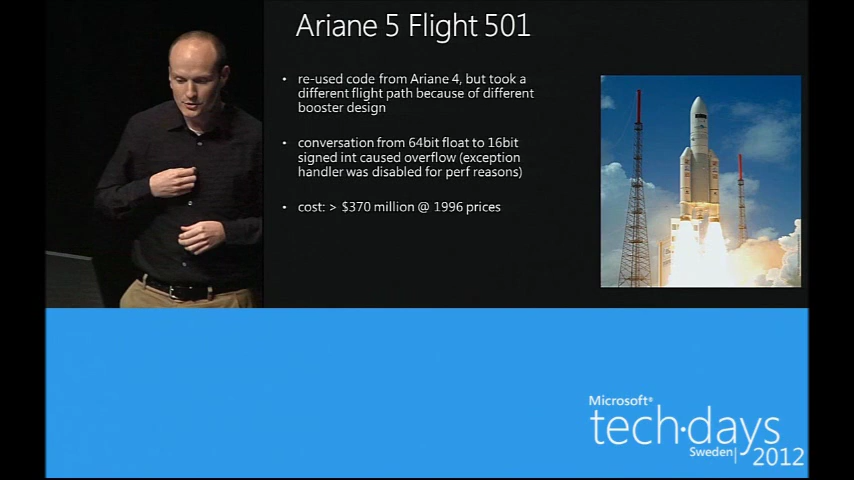 Ariane 5 Flight 501
• re-used code from Ariane 4, but took a
different flight path because of different
booster design
• conversation from 64bit float to 16bit
signed int caused overflow (exception
handler was disabled for perf reasons)
• cost: > $370 million @ 1996 prices
Microsoft®
tech·days
Sweden|
2012